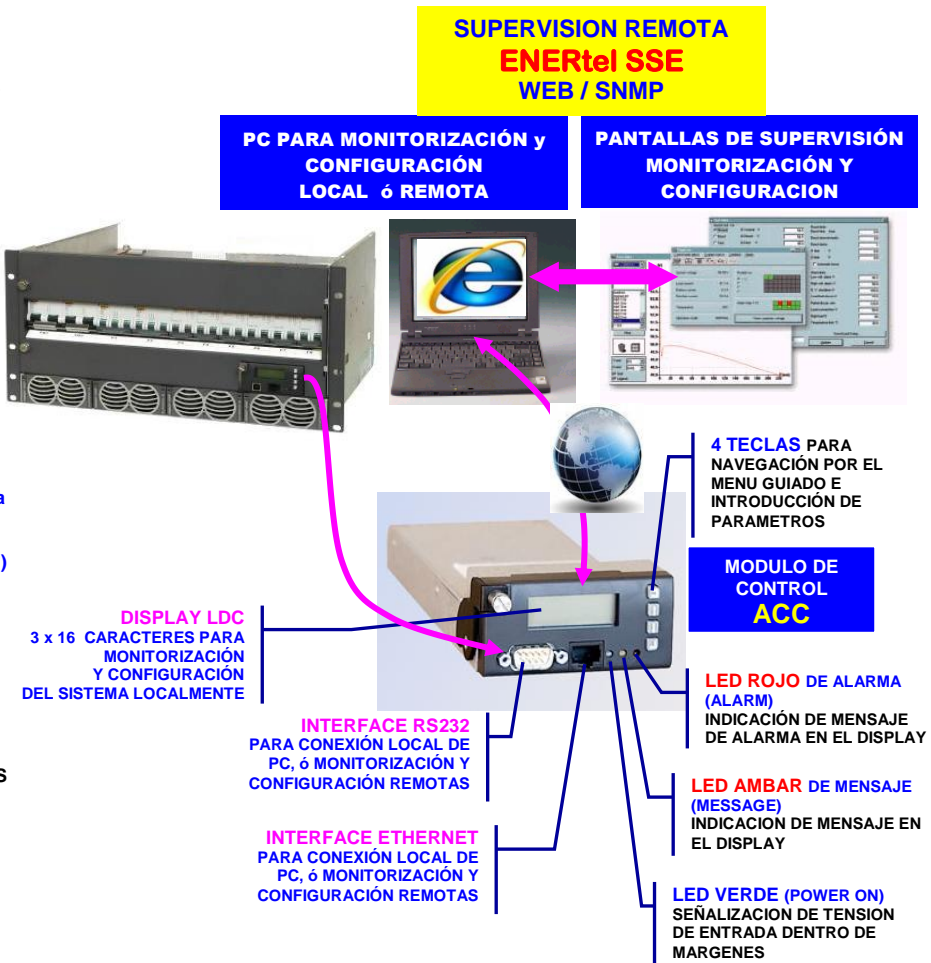 SUPERVISION REMOTA
ENERtel SSE
WEB / SNMP
PC PARA MONITORIZACIÓN y
CONFIGURACIÓN
LOCAL ó REMOTA
PANTALLAS DE SUPERVISIÓN
MONITORIZACIÓN Y
CONFIGURACION
4 TECLAS PARA
NAVEGACIÓN POR EL
MENU GUIADO E
INTRODUCCIÓN DE
PARAMETROS
a
)
MODULO DE
CONTROL
ACC
DISPLAY LDC
3 x 16 CARACTERES PARA
MONITORIZACIÓN
Y CONFIGURACIÓN
DEL SISTEMA LOCALMENTE
LED ROJO DE ALARMA
(ALARM)
INDICACIÓN DE MENSAJE
DE ALARMA EN EL DISPLAY
INTERFACE RS232
PARA CONEXIÓN LOCAL DE
PC, ó MONITORIZACIÓN Y
CONFIGURACIÓN REMOTAS
S
LED AMBAR DE MENSAJE
(MESSAGE)
INDICACION DE MENSAJE EN
EL DISPLAY
INTERFACE ETHERNET
PARA CONEXIÓN LOCAL DE
PC, ó MONITORIZACIÓN Y
CONFIGURACIÓN REMOTAS
LED VERDE (POWER ON)
SEÑALIZACION DE TENSION
DE ENTRADA DENTRO DE
MARGENES